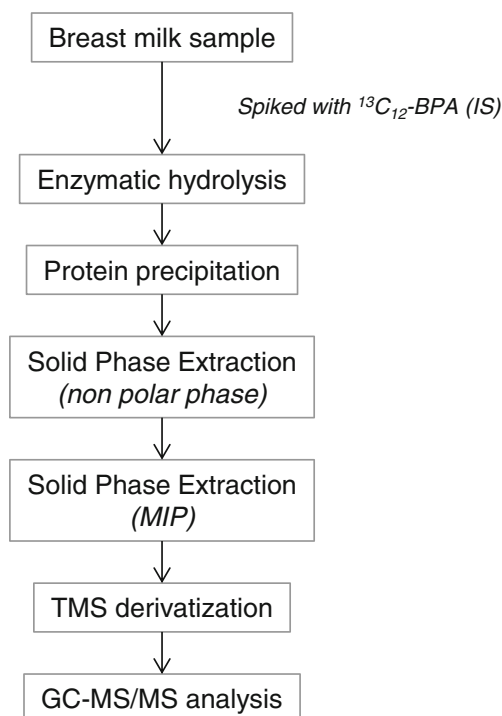 Breast milk sample
Spiked with ¹³C₁₂-BPA (IS)
Enzymatic hydrolysis
Protein precipitation
Solid Phase Extraction
(non polar phase)
Solid Phase Extraction
(MIP)
TMS derivatization
GC-MS/MS analysis